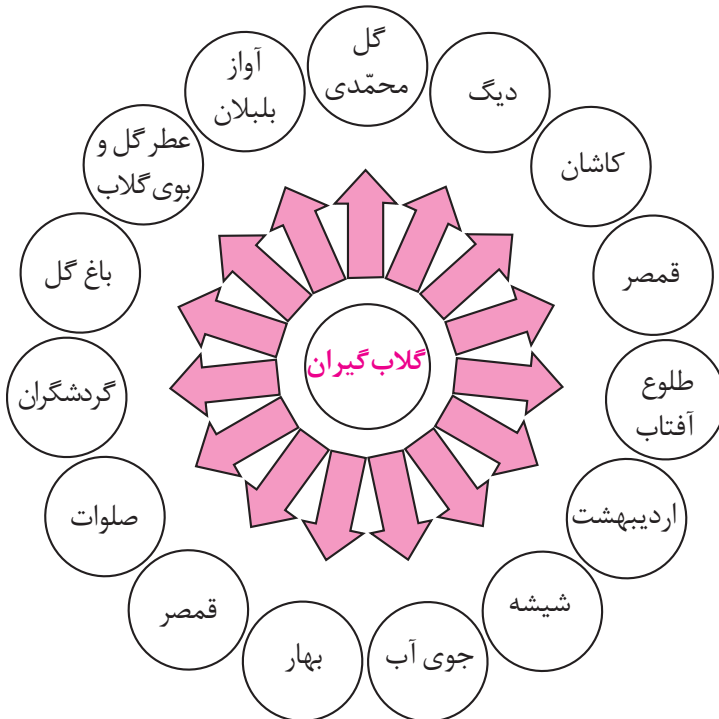 گل
محمّدی
دیگ
کاشان
قمصر
طلوع
آفتاب
اردیبهشت
شیشه
جوی آب
بهار
قمصر
صلوات
گردشگران
باغ گل
عطر گل و
بوی گلاب
آواز
بلبلان
گلاب‌گیران